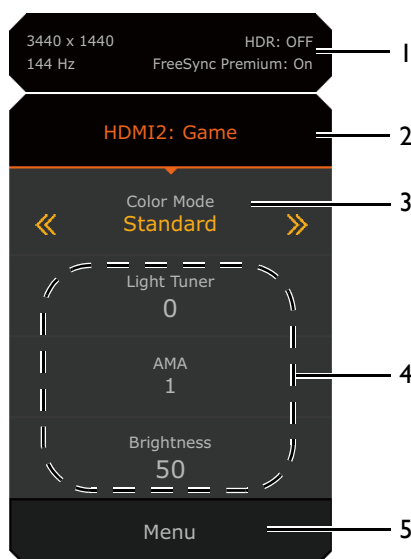 3440 x 1440 HDR: OFF
144 Hz FreeSync Premium: On
1
HDMI2: Game
2
Color Mode
3
Standard
Light Tuner
0
AMA
1
4
Brightness
50
Menu
5